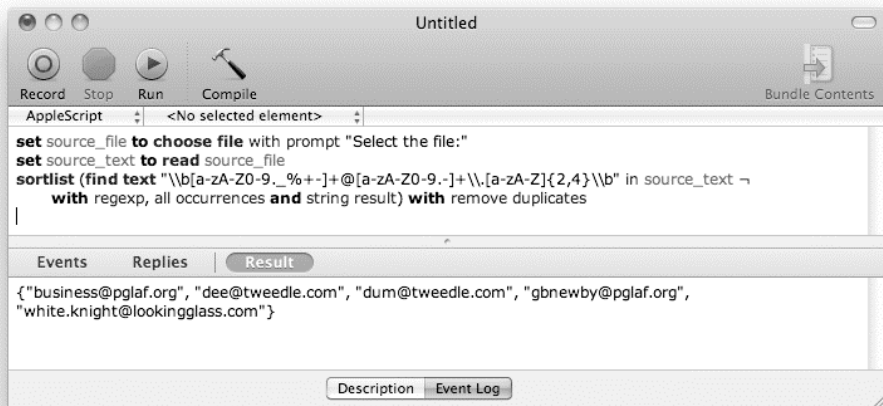 Untitled
Record Stop Run Compile Bundle Contents
AppleScript <No selected element>
set source_file to choose file with prompt "Select the file:"
set source_text to read source_file
sortlist (find text "\\b[a-zA-Z0-9._%+-]+@[a-zA-Z0-9.-]+\\.[a-zA-Z]{2,4}\\b" in source_text ¬
with regexp, all occurrences and string result) with remove duplicates
Events Replies Result
{"business@pglaf.org", "dee@tweedle.com", "dum@tweedle.com", "gbnewby@pglaf.org",
"white.knight@lookingglass.com"}
Description Event Log